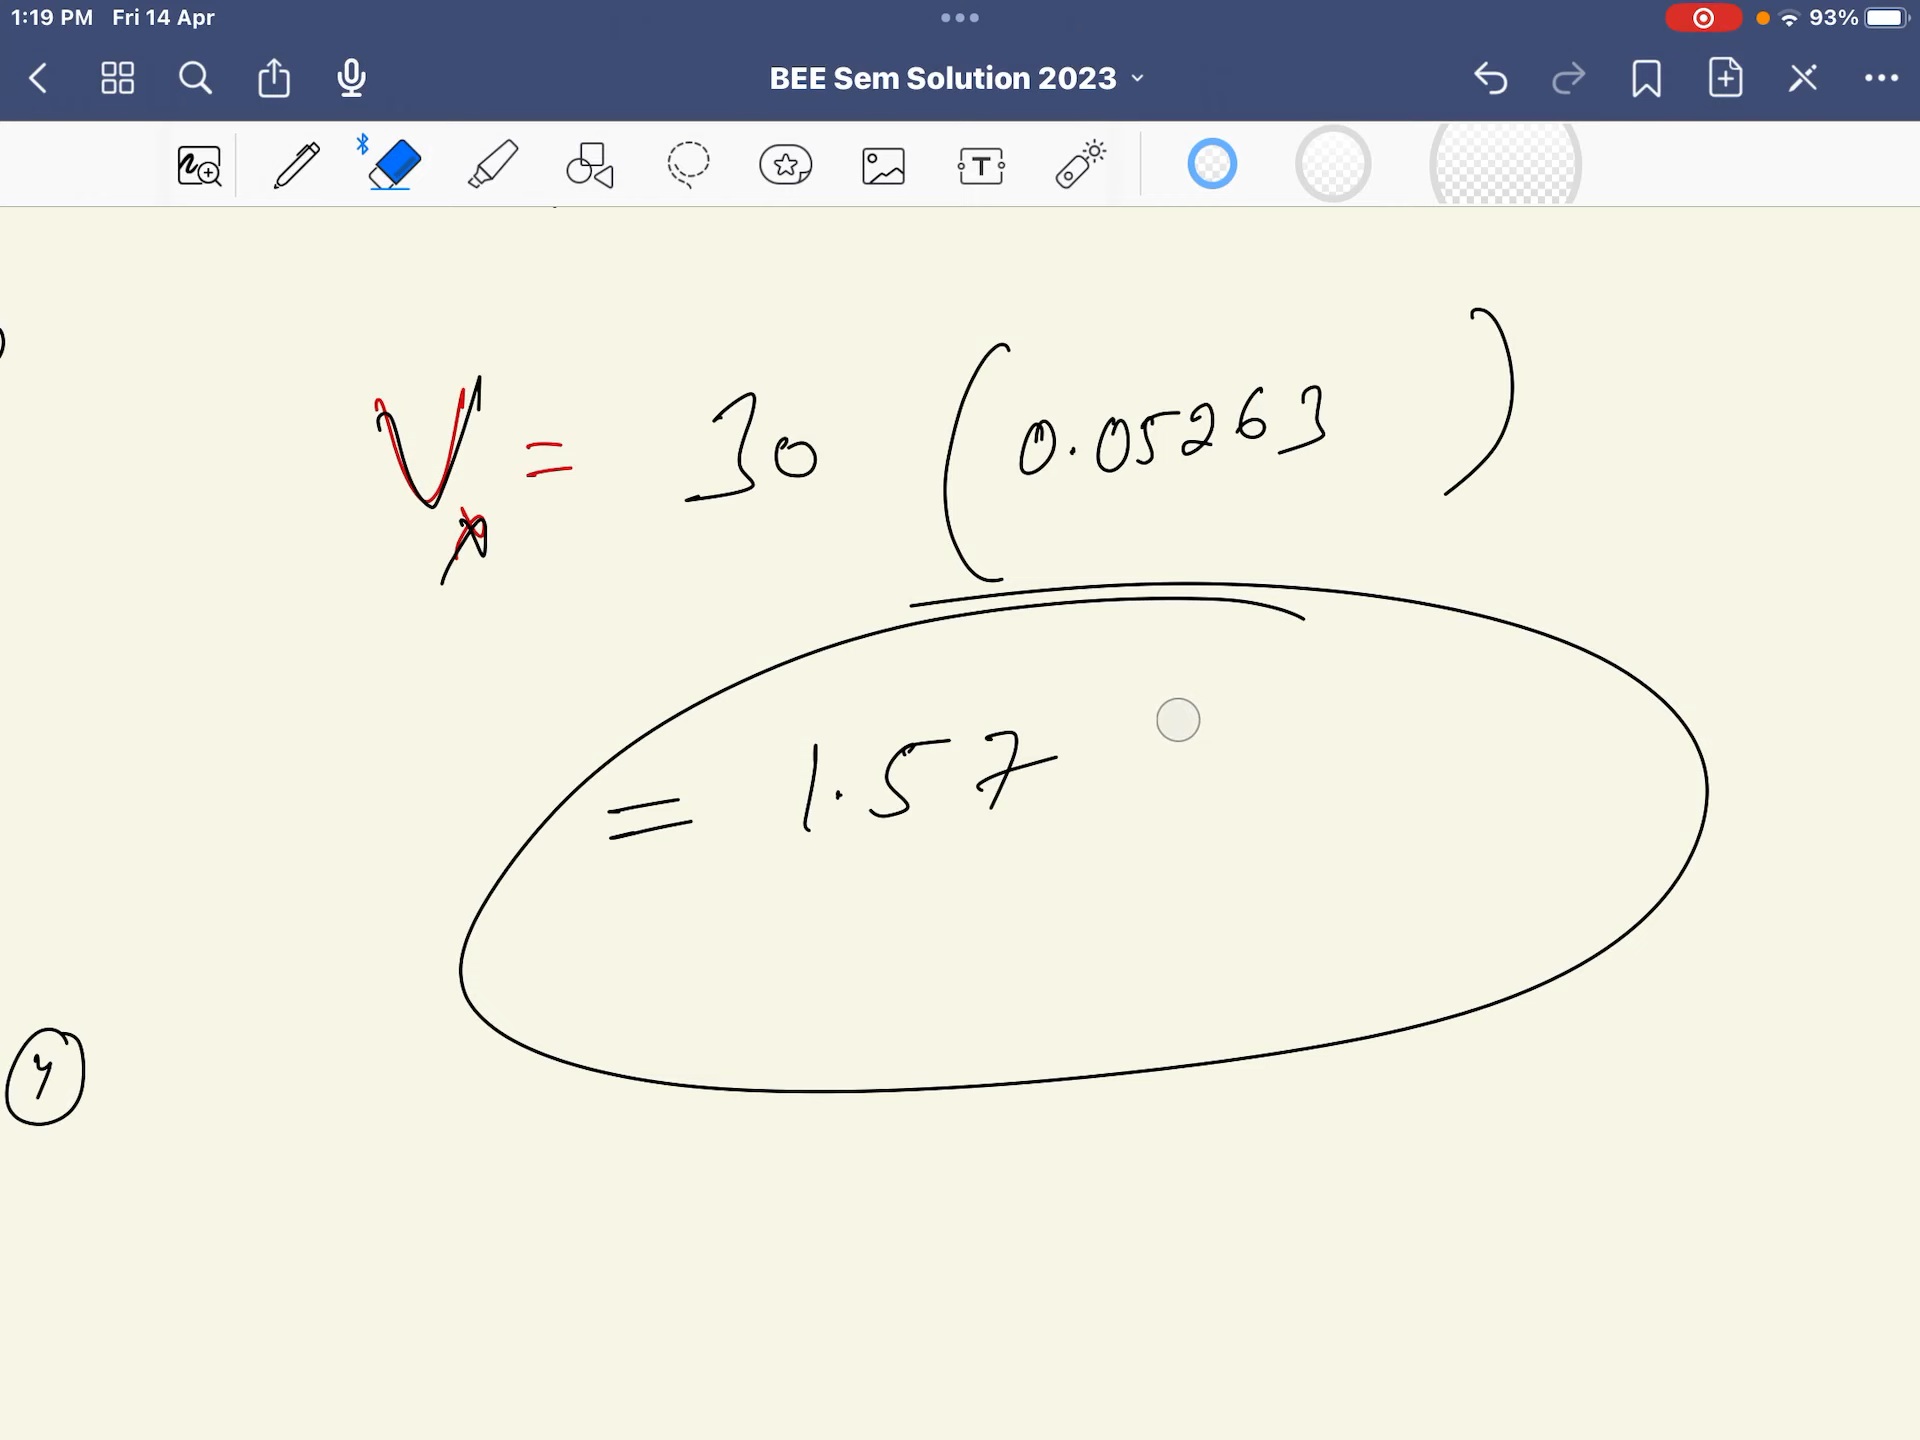 1:19 PM Fri 14 Apr 93%
BEE Sem Solution 2023
T
V = 30 (0.05263)
= 1.57